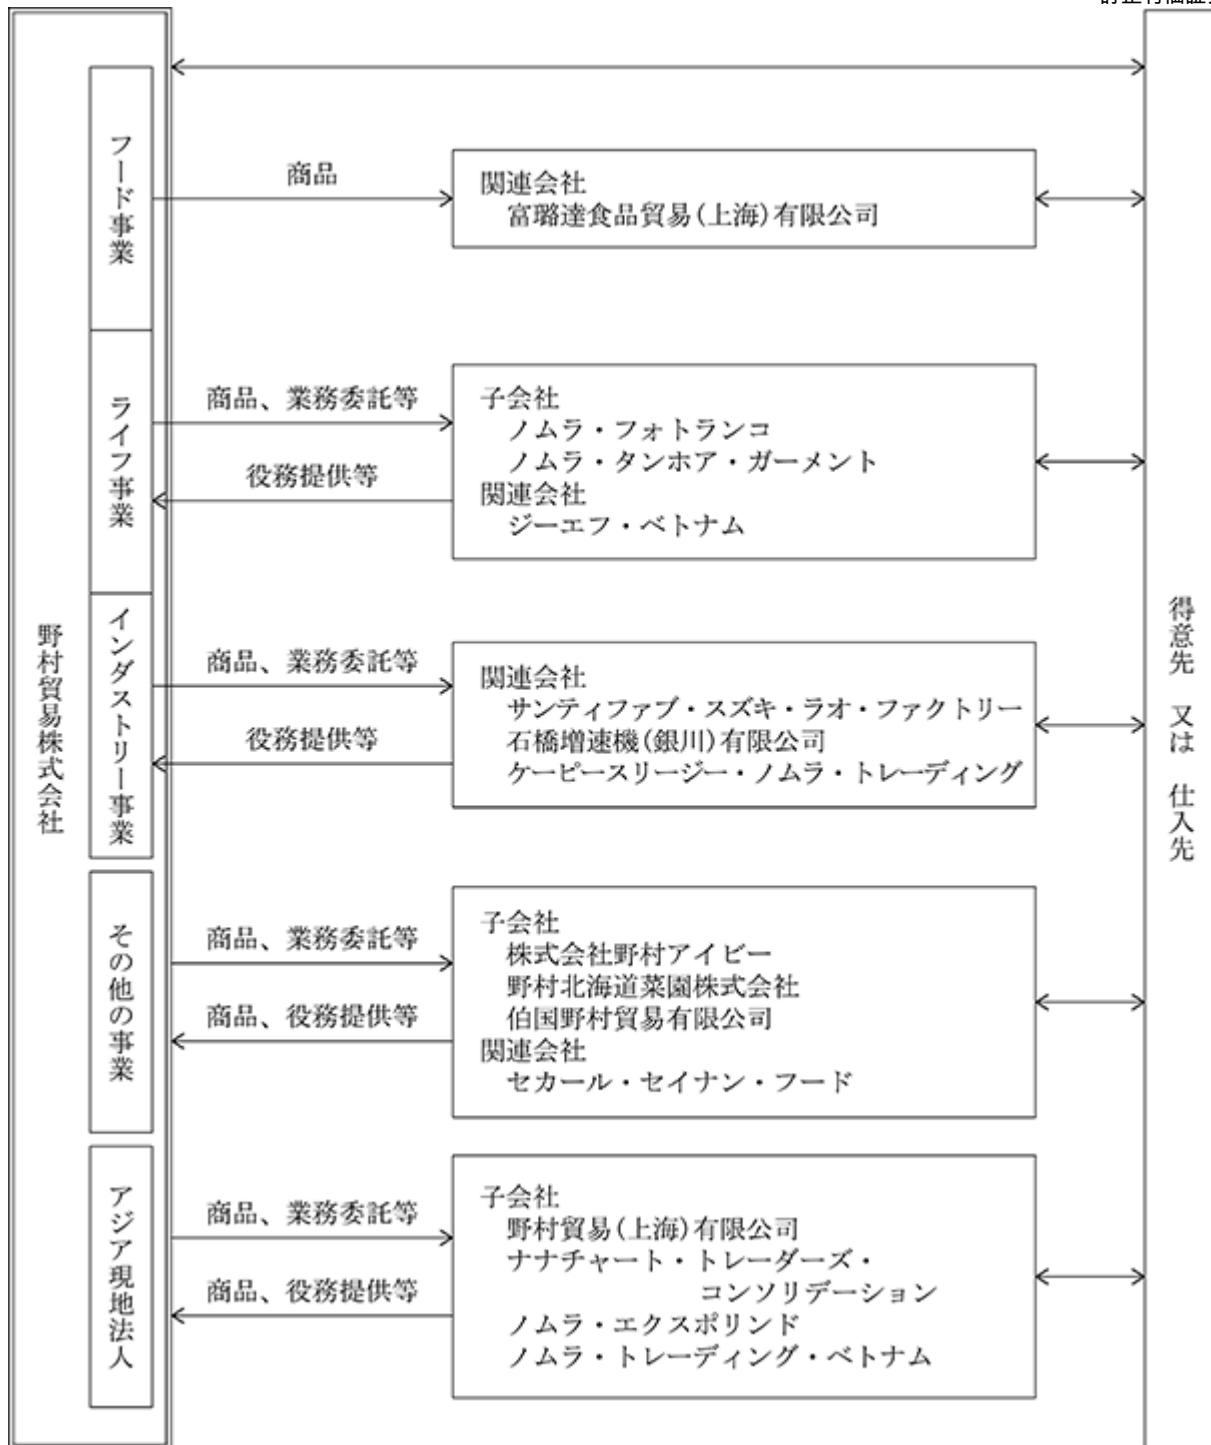 野村貿易株式会社
フード事業
商品
関連会社
富璐達食品貿易(上海)有限公司
ライフ事業
商品、業務委託等
役務提供等
子会社
ノムラ・フォトランコ
ノムラ・タンホア・ガーメント
関連会社
ジーエフ・ベトナム
インダストリー事業
商品、業務委託等
役務提供等
関連会社
サンティファブ・スズキ・ラオ・ファクトリー
石橋増速機(銀川)有限公司
ケーピースリージー・ノムラ・トレーディング
その他の事業
商品、業務委託等
商品、役務提供等
子会社
株式会社野村アイビー
野村北海道菜園株式会社
伯国野村貿易有限公司
関連会社
セカール・セイナン・フード
アジア現地法人
商品、業務委託等
商品、役務提供等
子会社
野村貿易(上海)有限公司
ナナチャート・トレーダーズ・
コンソリデーション
ノムラ・エクスポリンド
ノムラ・トレーディング・ベトナム
得意先 又は 仕入先